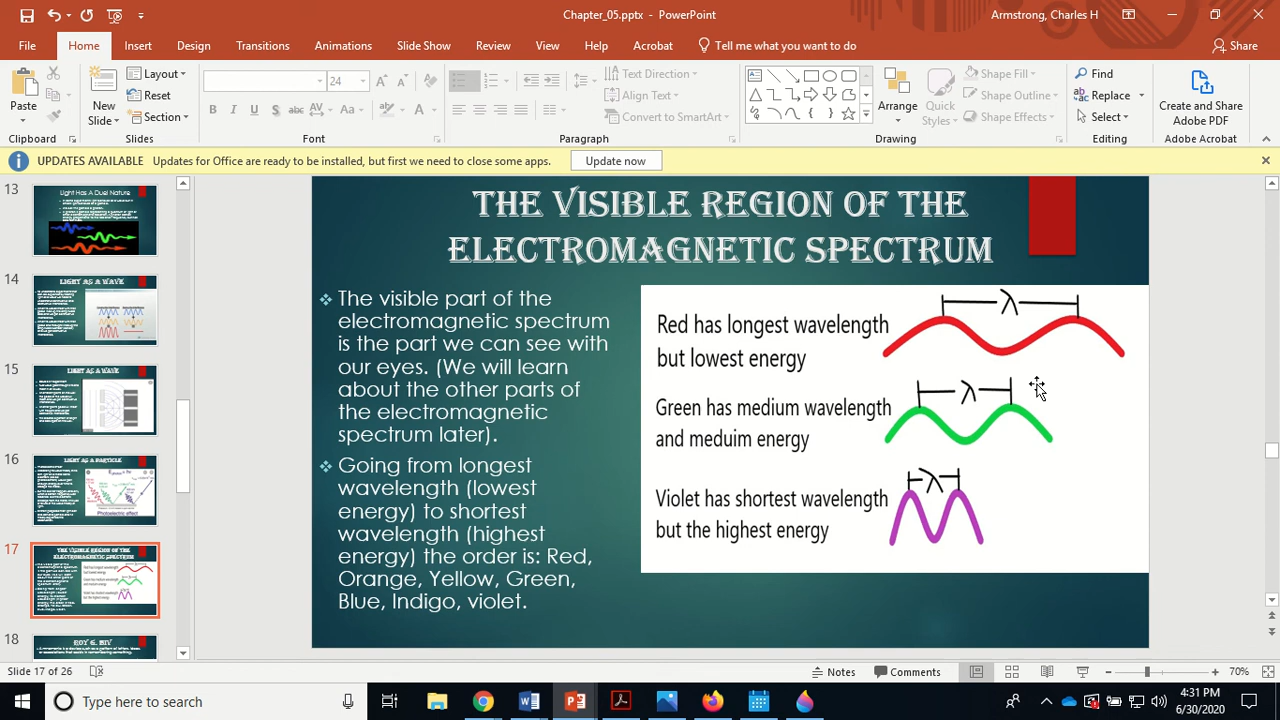 Chapter_05.pptx - PowerPoint
Armstrong, Charles H
File Home Insert Design Transitions Animations Slide Show Review View Help Acrobat Tell me what you want to do Share
Paste
Clipboard
New Slide
Layout
Reset
Section
Slides
24
B I U S abc AV Aa A
Font
Text Direction
Align Text
Convert to SmartArt
Paragraph
Arrange
Quick Styles
Shape Fill
Shape Outline
Shape Effects
Drawing
Find
Replace
Select
Editing
Create and Share
Adobe PDF
Adobe Acrobat
UPDATES AVAILABLE Updates for Office are ready to be installed, but first we need to close some apps. Update now
13
Light Has A Duel Nature
14
LIGHT AS A WAVE
15
LIGHT AS A WAVE
16
LIGHT AS A PARTICLE
Photoelectric effect
17
THE VISIBLE REGION OF THE
ELECTROMAGNETIC SPECTRUM
18
ROY G. BIV
THE VISIBLE REGION OF THE
ELECTROMAGNETIC SPECTRUM
The visible part of the
electromagnetic spectrum
is the part we can see with
our eyes. (We will learn
about the other parts of
the electromagnetic
spectrum later).
Going from longest
wavelength (lowest
energy) to shortest
wavelength (highest
energy) the order is: Red,
Orange, Yellow, Green,
Blue, Indigo, violet.
λ
Red has longest wavelength
but lowest energy
λ
Green has medium wavelength
and meduim energy
λ
Violet has shortest wavelength
but the highest energy
Slide 17 of 26
Notes
Comments
70%
Type here to search
4:31 PM
6/30/2020